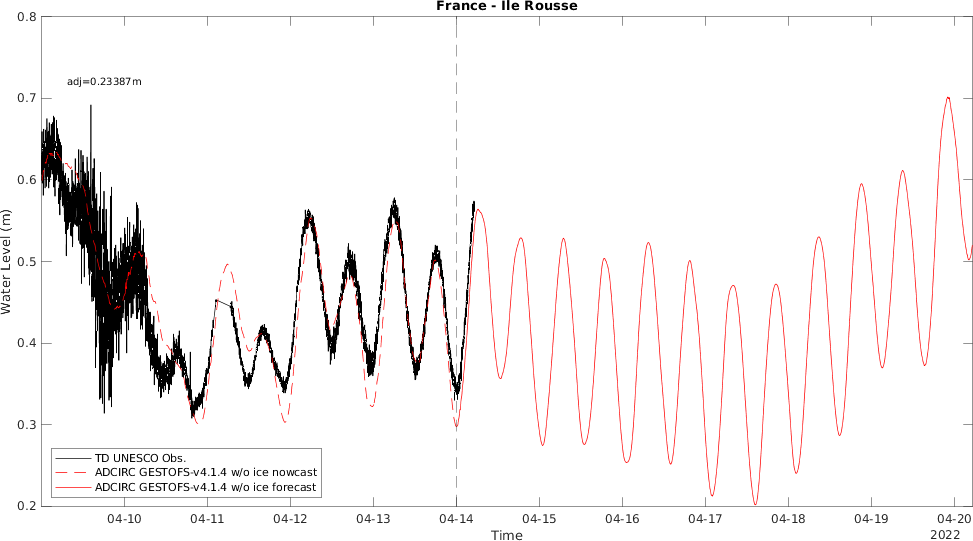 France - Ile Rousse
adj=0.23387m
Water Level (m)
0.8
0.7
0.6
0.5
0.4
0.3
0.2
TD UNESCO Obs.
ADCIRC GESTOFS-v4.1.4 w/o ice nowcast
ADCIRC GESTOFS-v4.1.4 w/o ice forecast
04-10 04-11 04-12 04-13 04-14 04-15 04-16 04-17 04-18 04-19 04-20
2022
Time